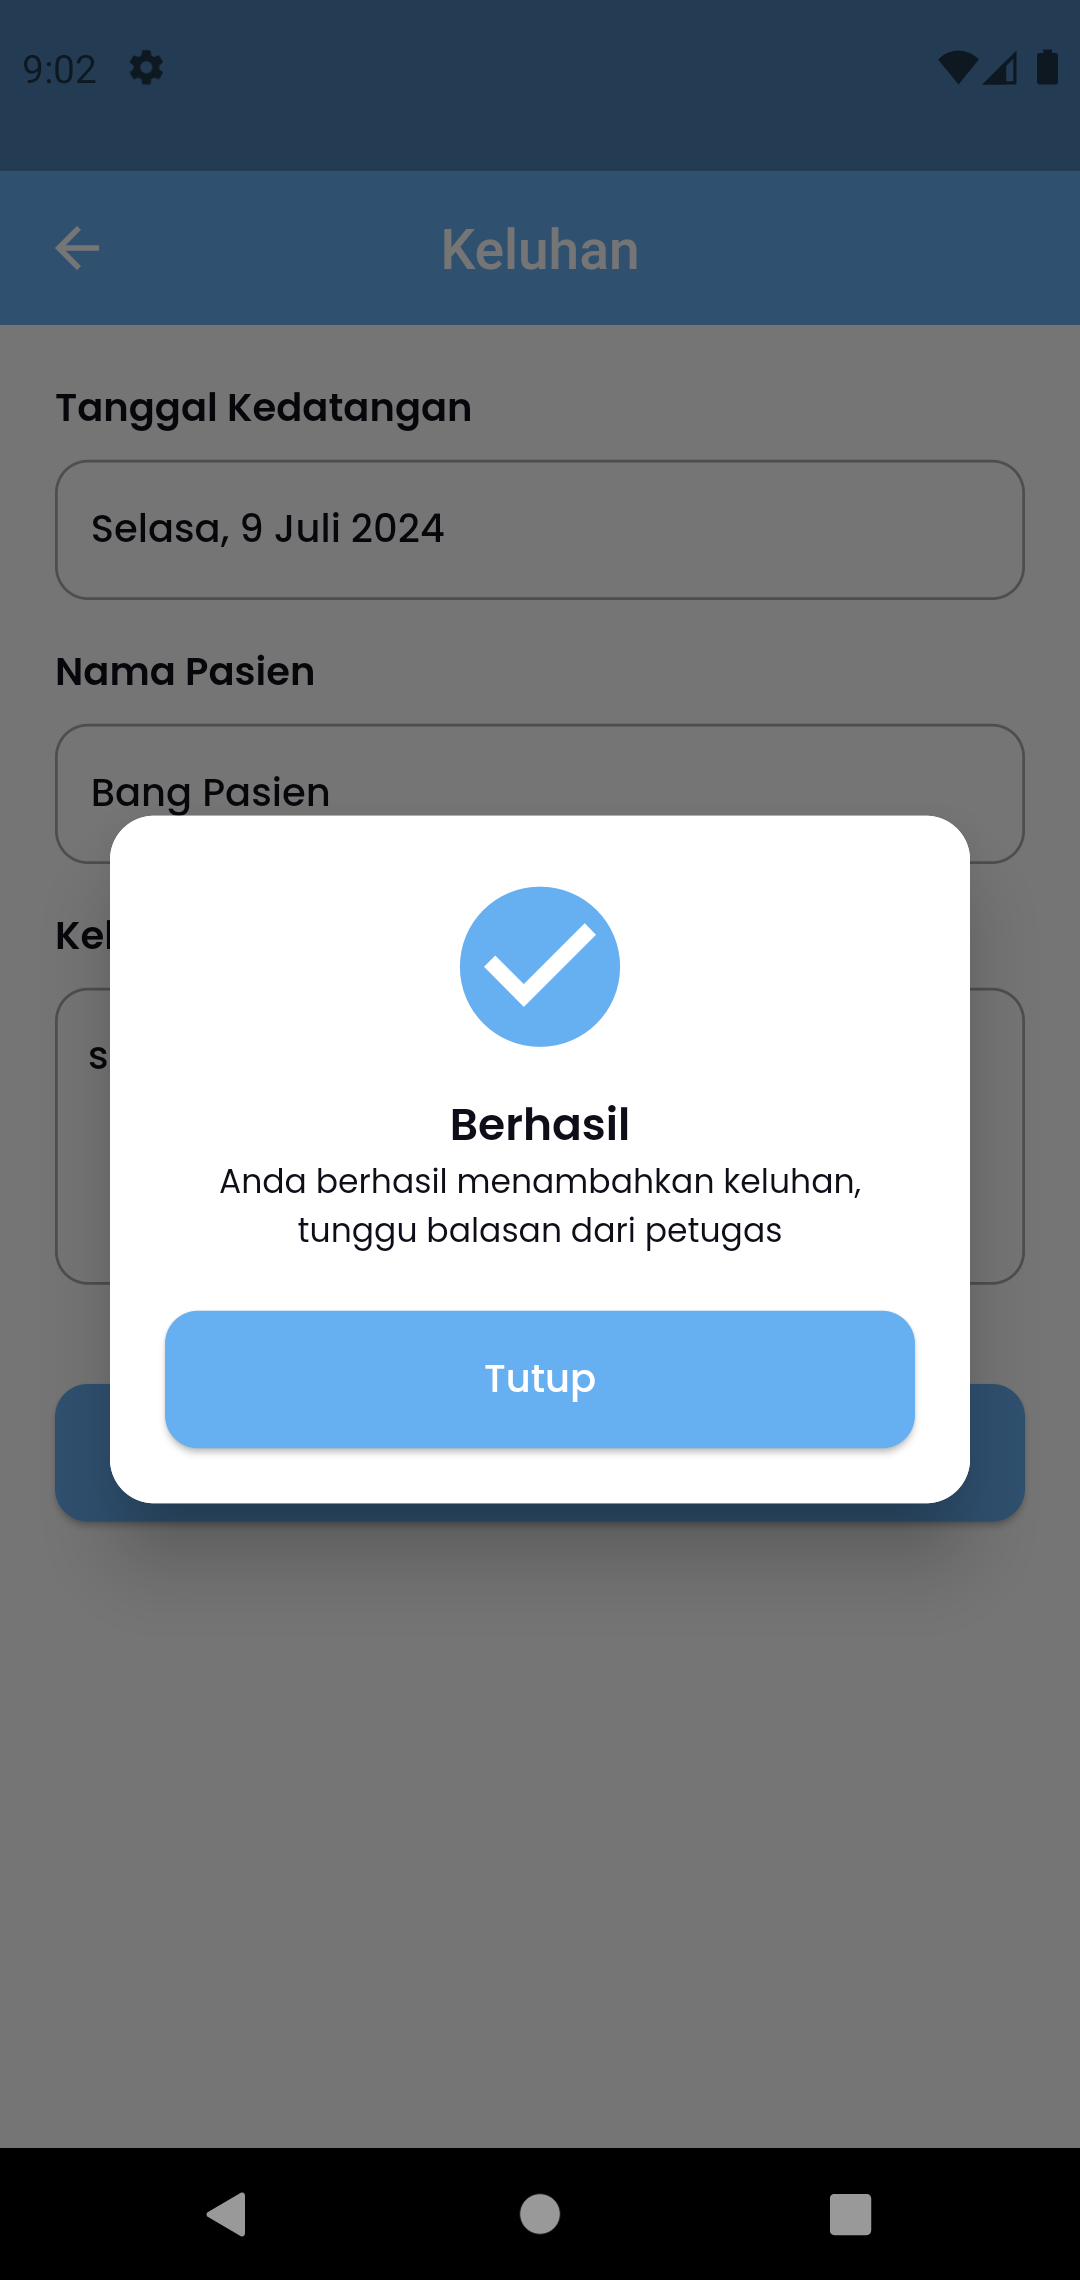 9:02
Keluhan
Tanggal Kedatangan
Selasa, 9 Juli 2024
Nama Pasien
Bang Pasien
Berhasil
Anda berhasil menambahkan keluhan,
tunggu balasan dari petugas
Tutup